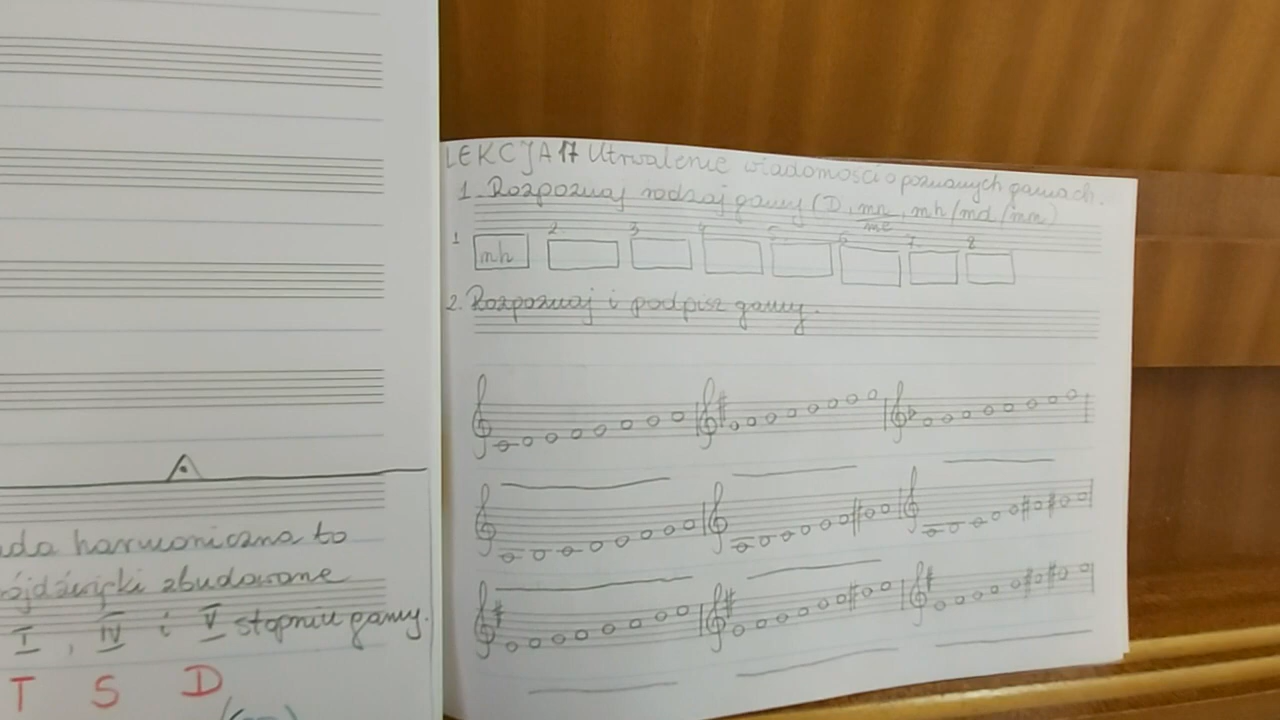 ada harmoniczna to
ójdźwięki zbudowane
I, IV i V stopniu gamy.
T S D
LEKCJA 17 Utrwalenie wiadomości o poznanych gamach.
1. Rozpoznaj rodzaj gamy (D, mn, mh/md/mm)
me
1 2 3 4 5 6 7 8
mh
2. Rozpoznaj i podpisz gamy.